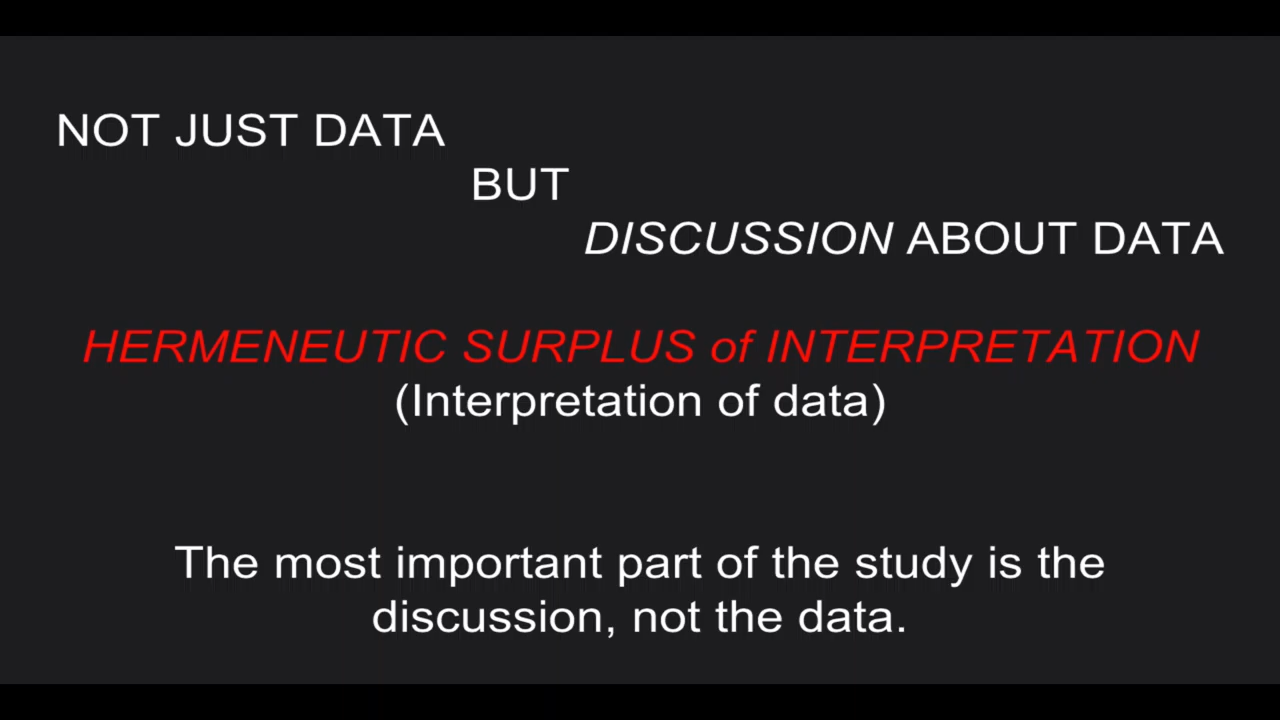 NOT JUST DATA
BUT
DISCUSSION ABOUT DATA
HERMENEUTIC SURPLUS of INTERPRETATION
(Interpretation of data)
The most important part of the study is the
discussion, not the data.